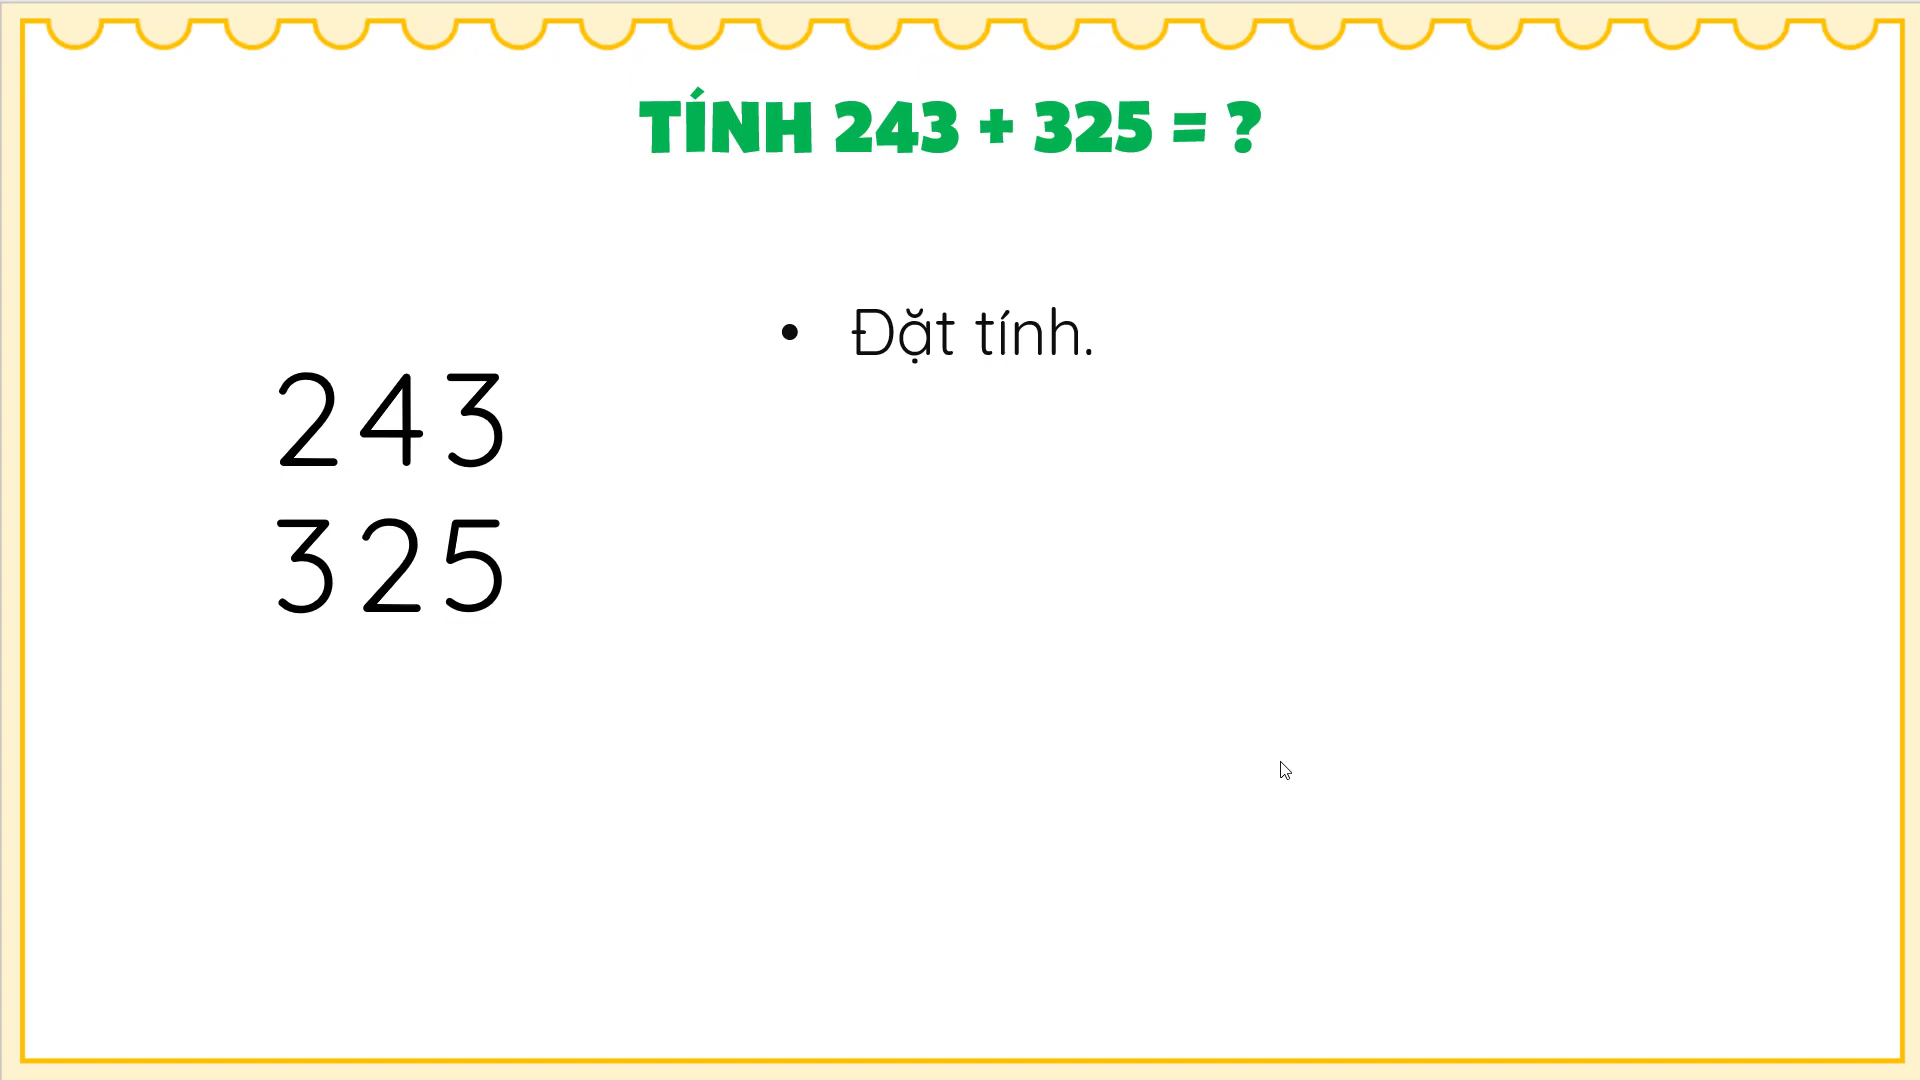 TÍNH 243 + 325 = ?
• Đặt tính.
243
325